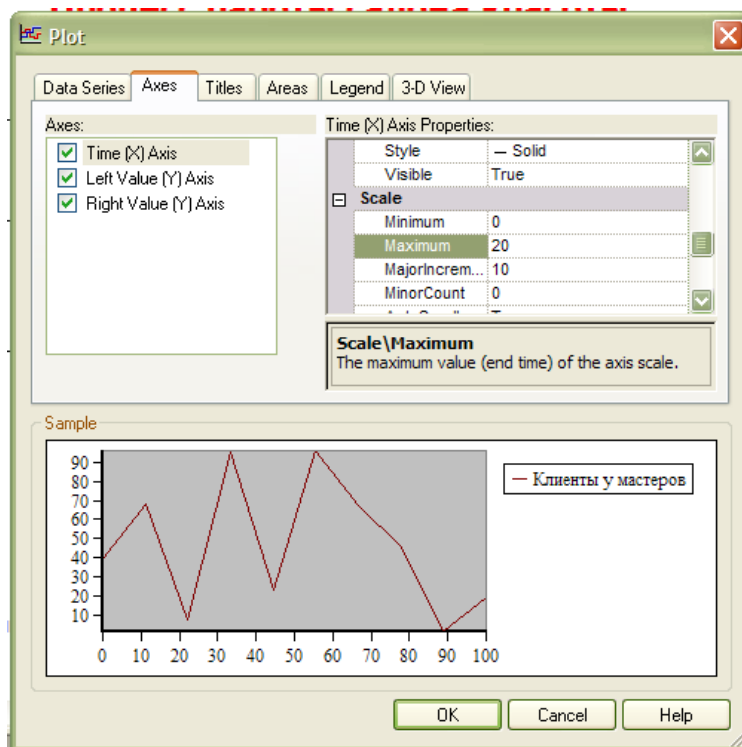 Plot
Data Series Axes Titles Areas Legend 3-D View
Axes:
Time (X) Axis
Left Value (Y) Axis
Right Value (Y) Axis
Time (X) Axis Properties:
Style — Solid
Visible True
Scale
Minimum 0
Maximum 20
MajorIncrem... 10
MinorCount 0
Scale\Maximum
The maximum value (end time) of the axis scale.
Sample
90
80
70
60
50
40
30
20
10
0 10 20 30 40 50 60 70 80 90 100
Клиенты у мастеров
OK Cancel Help